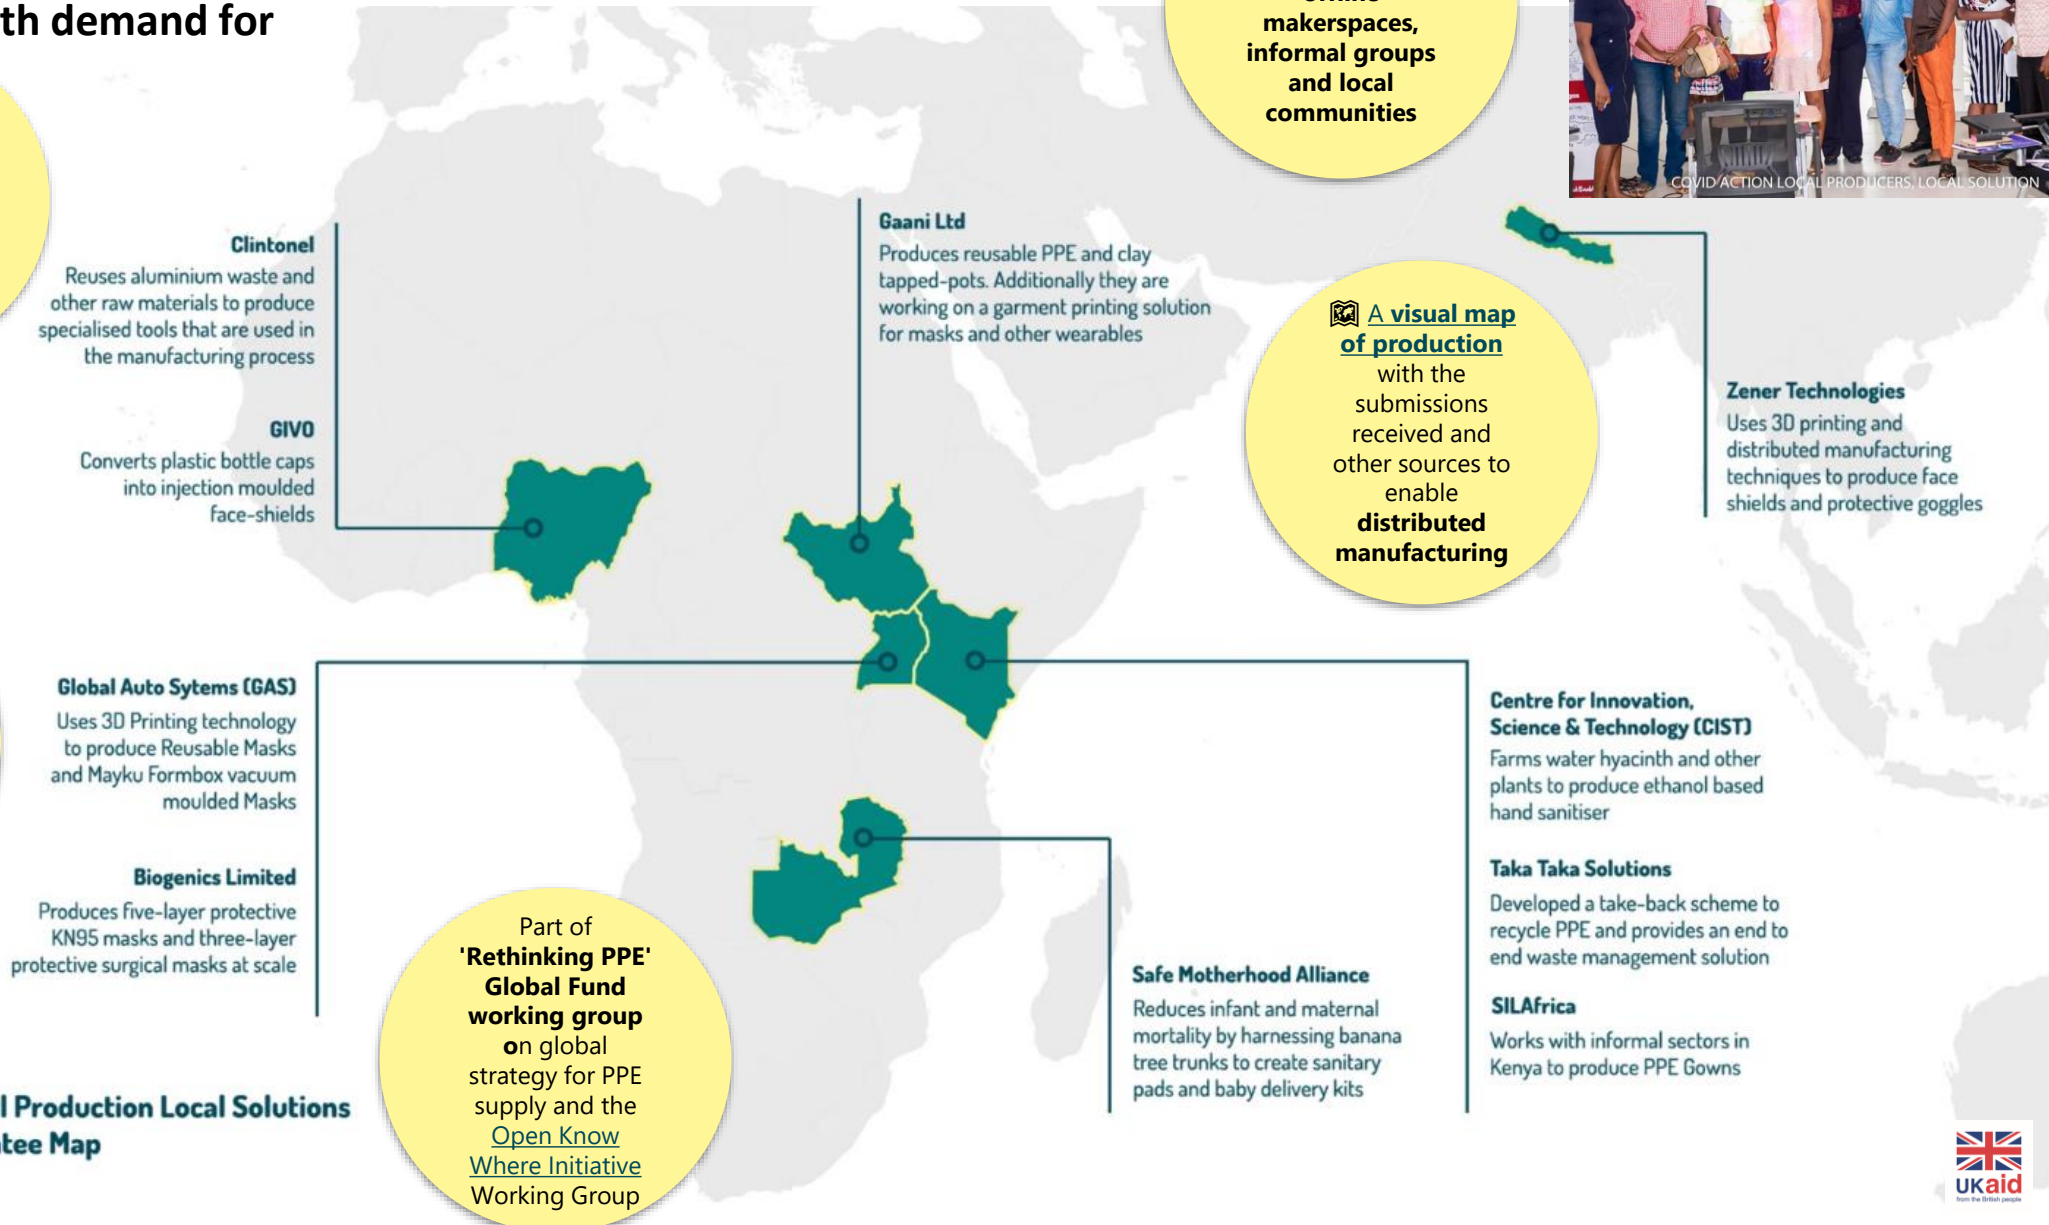 th demand for
makerspaces,
informal groups
and local
communities
COVID ACTION LOCAL PRODUCERS, LOCAL SOLUTION
Clintonel
Reuses aluminium waste and
other raw materials to produce
specialised tools that are used in
the manufacturing process
GIVO
Converts plastic bottle caps
into injection moulded
face-shields
Gaani Ltd
Produces reusable PPE and clay
tapped-pots. Additionally they are
working on a garment printing solution
for masks and other wearables
A visual map
of production
with the
submissions
received and
other sources to
enable
distributed
manufacturing
Zener Technologies
Uses 3D printing and
distributed manufacturing
techniques to produce face
shields and protective goggles
Global Auto Sytems (GAS)
Uses 3D Printing technology
to produce Reusable Masks
and Mayku Formbox vacuum
moulded Masks
Biogenics Limited
Produces five-layer protective
KN95 masks and three-layer
protective surgical masks at scale
Part of
'Rethinking PPE'
Global Fund
working group
on global
strategy for PPE
supply and the
Open Know
Where Initiative
Working Group
Safe Motherhood Alliance
Reduces infant and maternal
mortality by harnessing banana
tree trunks to create sanitary
pads and baby delivery kits
Centre for Innovation,
Science & Technology (CIST)
Farms water hyacinth and other
plants to produce ethanol based
hand sanitiser
Taka Taka Solutions
Developed a take-back scheme to
recycle PPE and provides an end to
end waste management solution
SILAfrica
Works with informal sectors in
Kenya to produce PPE Gowns
l Production Local Solutions
tee Map
UKaid
from the British people